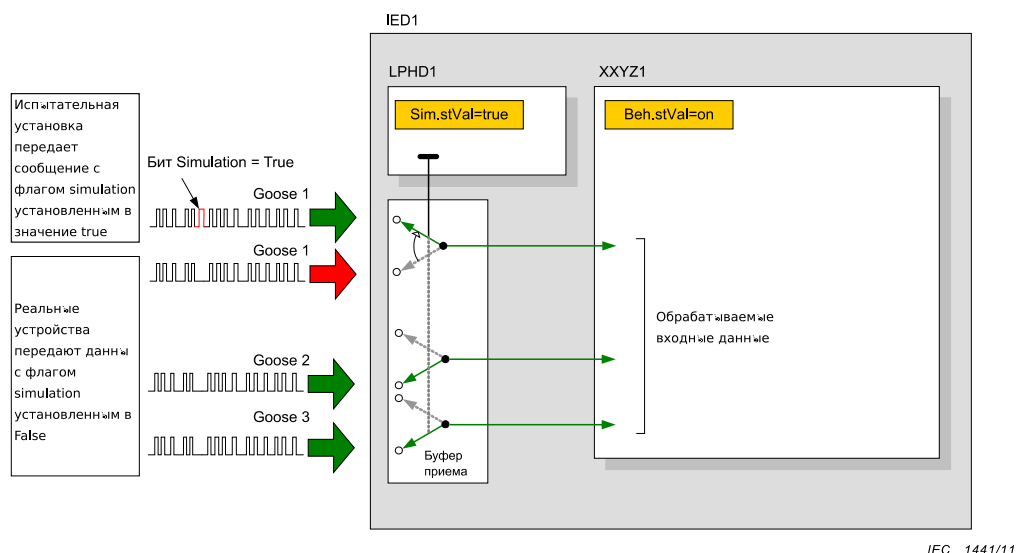 IED1
LPHD1
XXYZ1
Sim.stVal=true
Beh.stVal=on
Испытательная
установка
передает
сообщение с
флагом simulation
установленным в
значение true
Бит Simulation = True
Goose 1
Goose 1
Реальные
устройства
передают данны
с флагом
simulation
установленным в
False
Goose 2
Goose 3
Обрабатываемые
входные данные
Буфер
приема
IEC 1441/11